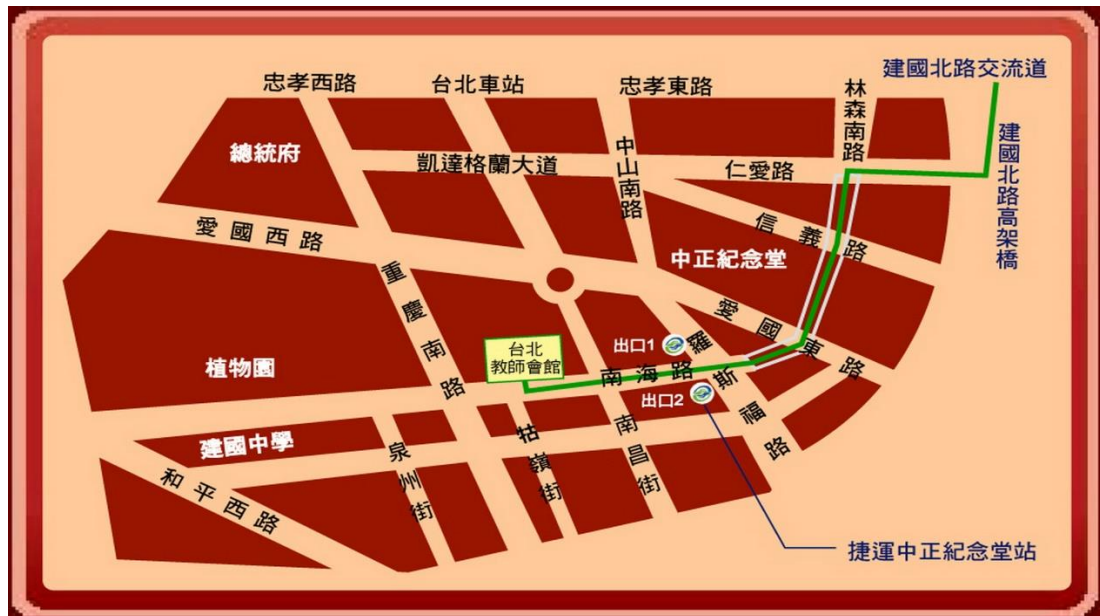 建國北路交流道
忠孝西路
台北車站
忠孝東路
林森南路
建國北路高架橋
總統府
凱達格蘭大道
中山南路
仁愛路
愛國西路
信義路
重慶南路
中正紀念堂
愛國東路
台北
教師會館
出口1
羅斯福路
植物園
南海路
出口2
建國中學
泉州街
牯嶺街
南昌街
和平西路
捷運中正紀念堂站